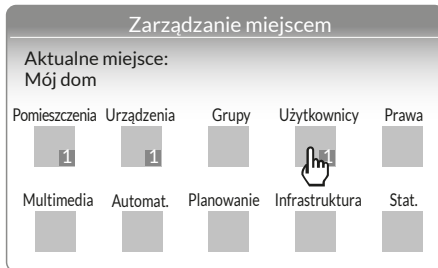 Zarządzanie miejscem
Aktualne miejsce:
Mój dom
Pomieszczenia Urządzenia Grupy Użytkownicy Prawa
1 1 1
Multimedia Automat. Planowanie Infrastruktura Stat.